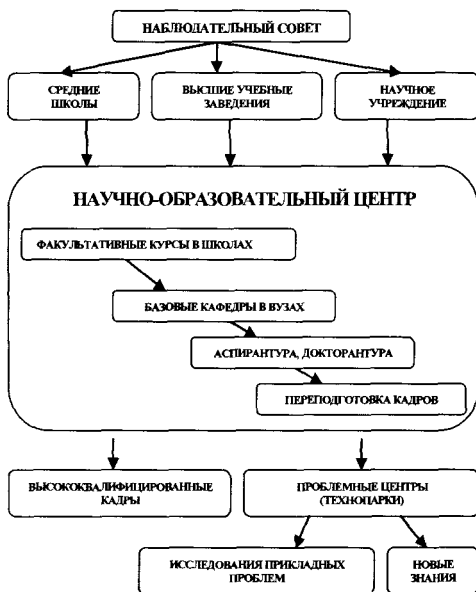 НАБЛЮДАТЕЛЬНЫЙ СОВЕТ
СРЕДНИЕ
ШКОЛЫ
ВЫСШИЕ УЧЕБНЫЕ
ЗАВЕДЕНИЯ
НАУЧНОЕ
УЧРЕЖДЕНИЕ
НАУЧНО-ОБРАЗОВАТЕЛЬНЫЙ ЦЕНТР
ФАКУЛЬТАТИВНЫЕ КУРСЫ В ШКОЛАХ
БАЗОВЫЕ КАФЕДРЫ В ВУЗАХ
АСПИРАНТУРА, ДОКТОРАНТУРА
ПЕРЕПОДГОТОВКА КАДРОВ
ВЫСОКОКВАЛИФИЦИРОВАННЫЕ
КАДРЫ
ПРОБЛЕМНЫЕ ЦЕНТРЫ
(ТЕХНОПАРКИ)
ИССЛЕДОВАНИЯ ПРИКЛАДНЫХ
ПРОБЛЕМ
НОВЫЕ
ЗНАНИЯ